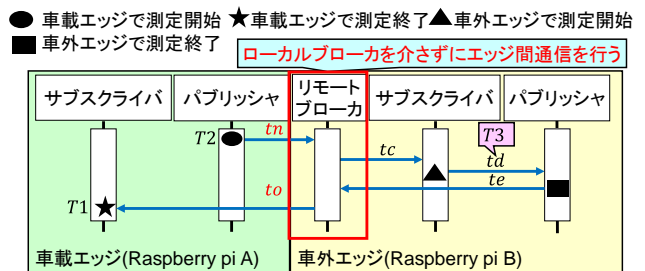 ● 車載エッジで測定開始 ★車載エッジで測定終了▲車外エッジで測定開始
■ 車外エッジで測定終了
ローカルブローカを介さずにエッジ間通信を行う
サブスクライバ パブリッシャ リモートブローカ サブスクライバ パブリッシャ
T2 tn T3
tc td
te
T1 to
車載エッジ(Raspberry pi A) 車外エッジ(Raspberry pi B)